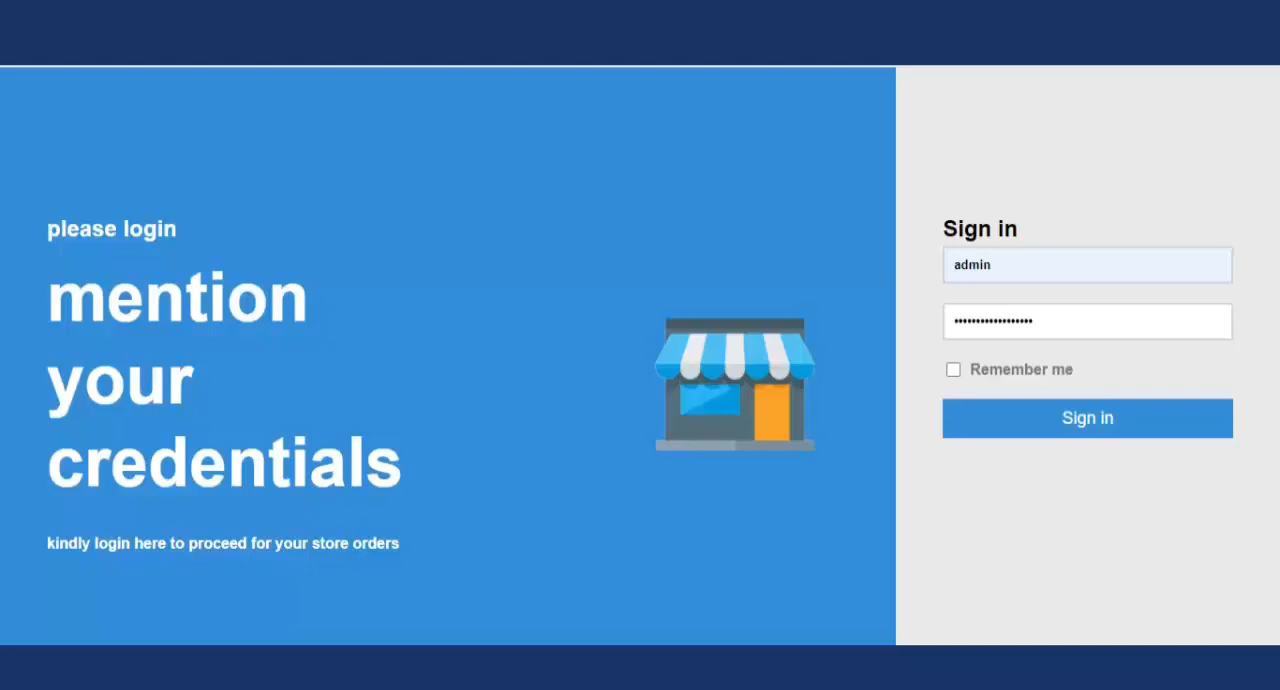 please login
mention
your
credentials
kindly login here to proceed for your store orders
Sign in
admin
••••••••••••••••••
Remember me
Sign in